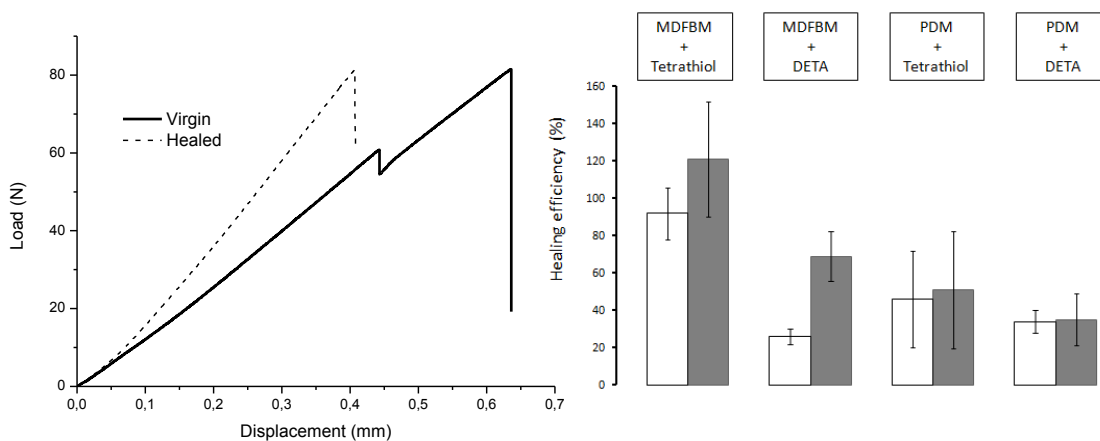 80
60
40
20
0
Load (N)
Virgin
Healed
0,0
0,1
0,2
0,3
0,4
0,5
0,6
0,7
Displacement (mm)
MDFBM
+
Tetrathiol
MDFBM
+
DETA
PDM
+
Tetrathiol
PDM
+
DETA
160
140
120
100
80
60
40
20
0
Healing efficiency (%)